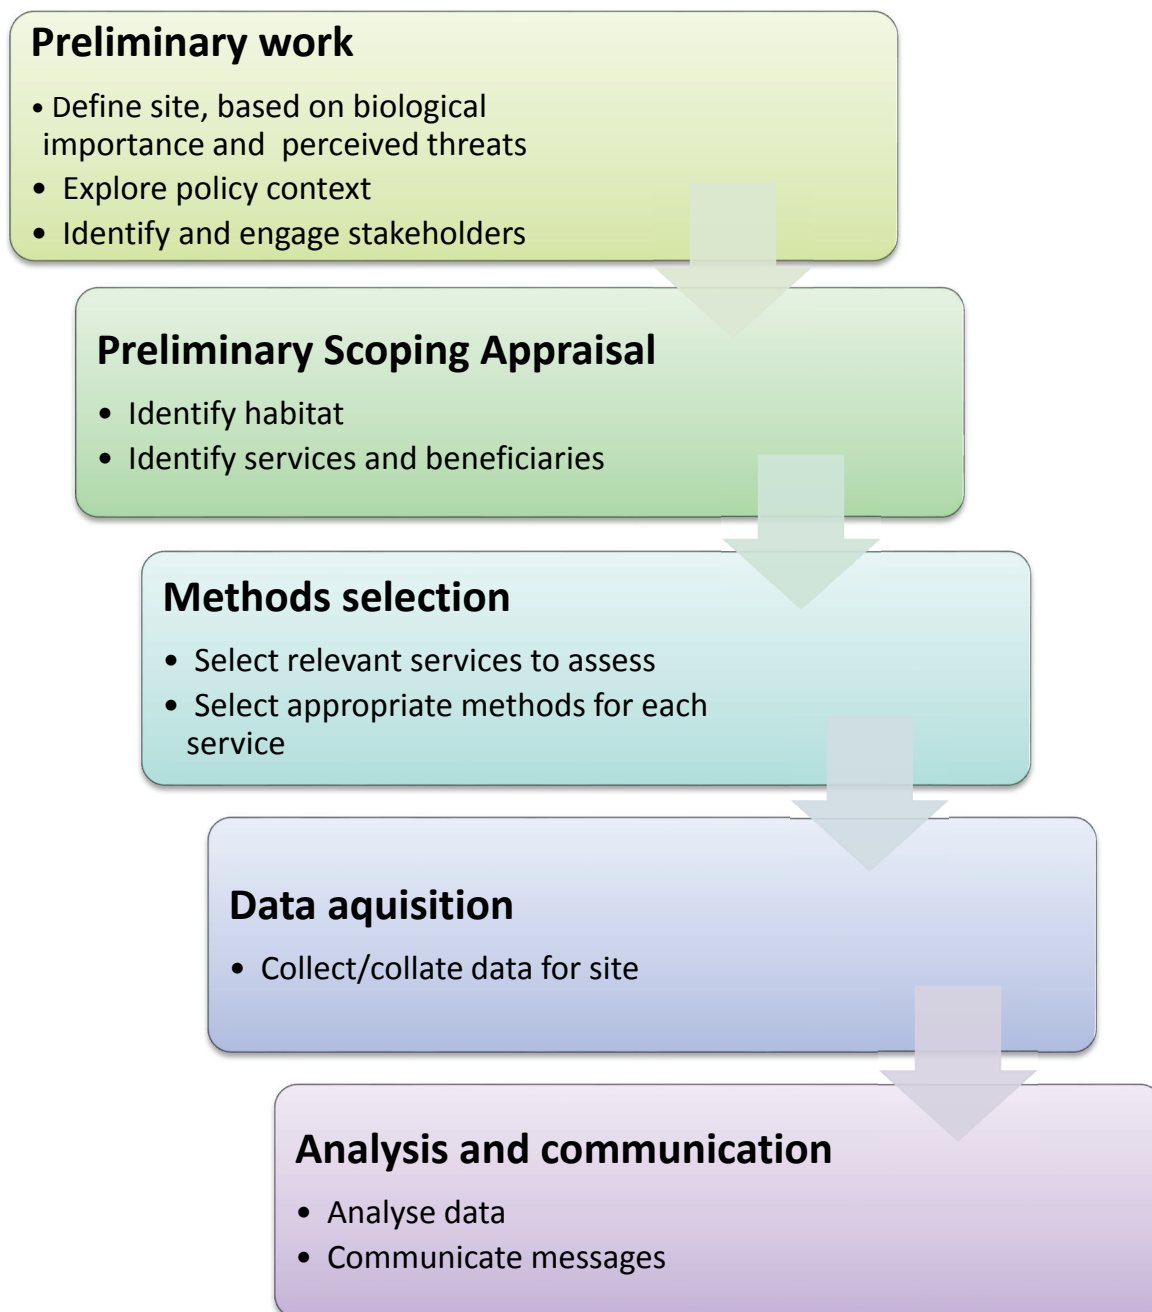 Preliminary work
• Define site, based on biological
importance and perceived threats
• Explore policy context
• Identify and engage stakeholders
Preliminary Scoping Appraisal
• Identify habitat
• Identify services and beneficiaries
Methods selection
• Select relevant services to assess
• Select appropriate methods for each
service
Data aquisition
• Collect/collate data for site
Analysis and communication
• Analyse data
• Communicate messages